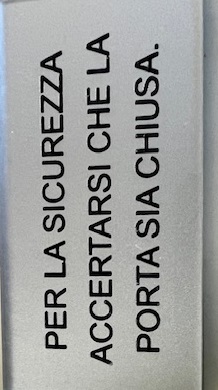 PER LA SICUREZZA
ACCERTARSI CHE LA
PORTA SIA CHIUSA.